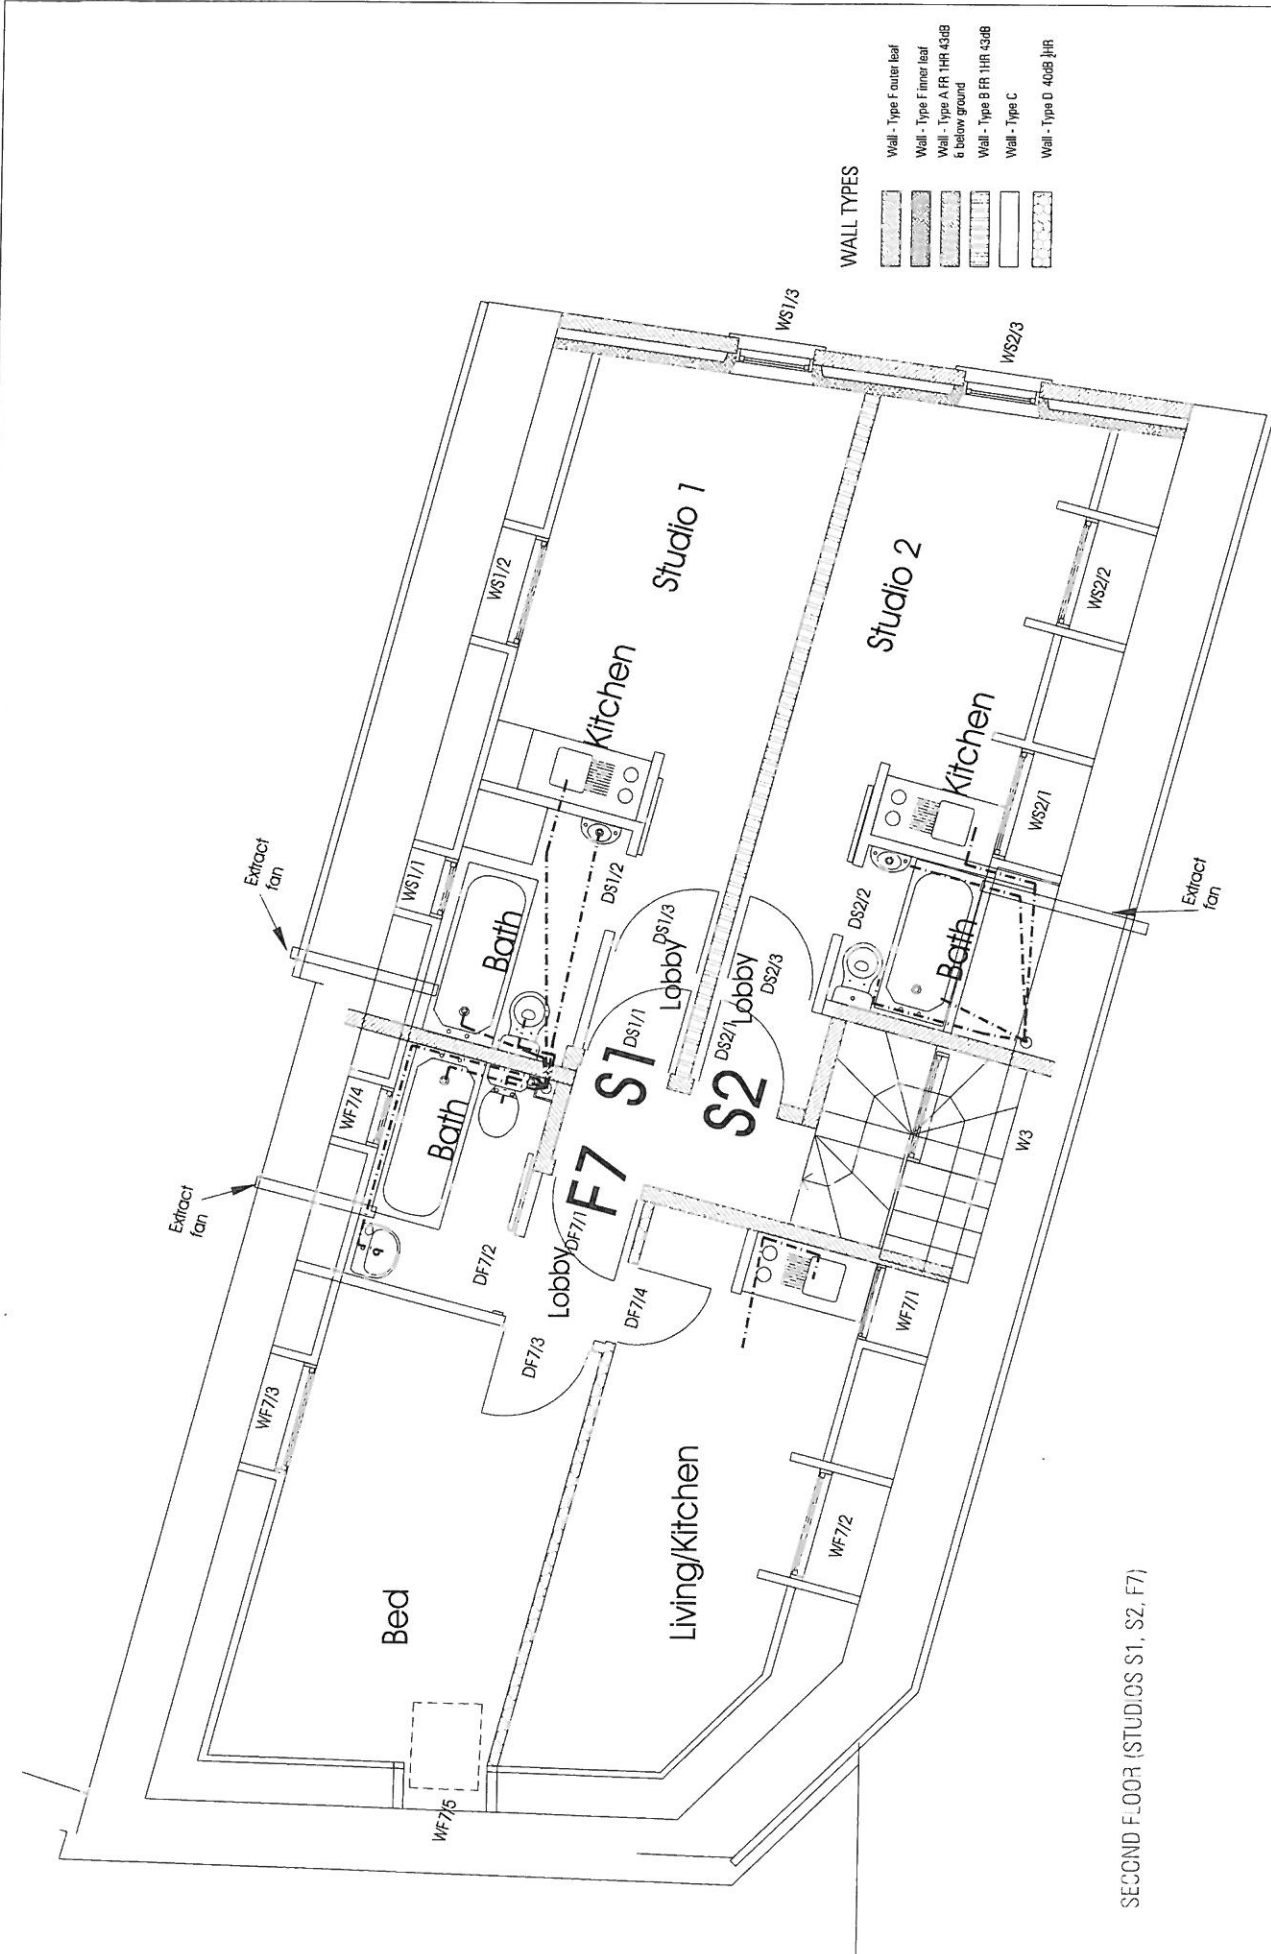 WALL TYPES
Wall - Type F outer leaf
Wall - Type F inner leaf
Wall - Type A FR 1HR 43dB
& below ground
Wall - Type B FR 1HR 43dB
Wall - Type C
Wall - Type D 40dB ½HR
Extract
fan
Extract
fan
WF7/3
WF7/4
WS1/1
WS1/2
WS1/3
Bath
Bath
Kitchen
Studio 1
DS1/2
DS1/3
Lobby
DS1/1
S1
F7
DF7/1
DF7/2
Lobby
DF7/3
DF7/4
Bed
WF7/5
Living/Kitchen
WF7/2
WF7/1
W3
S2
DS2/1
Lobby
DS2/3
DS2/2
Bath
Kitchen
Studio 2
WS2/1
WS2/2
WS2/3
Extract
fan
SECOND FLOOR (STUDIOS S1, S2, F7)